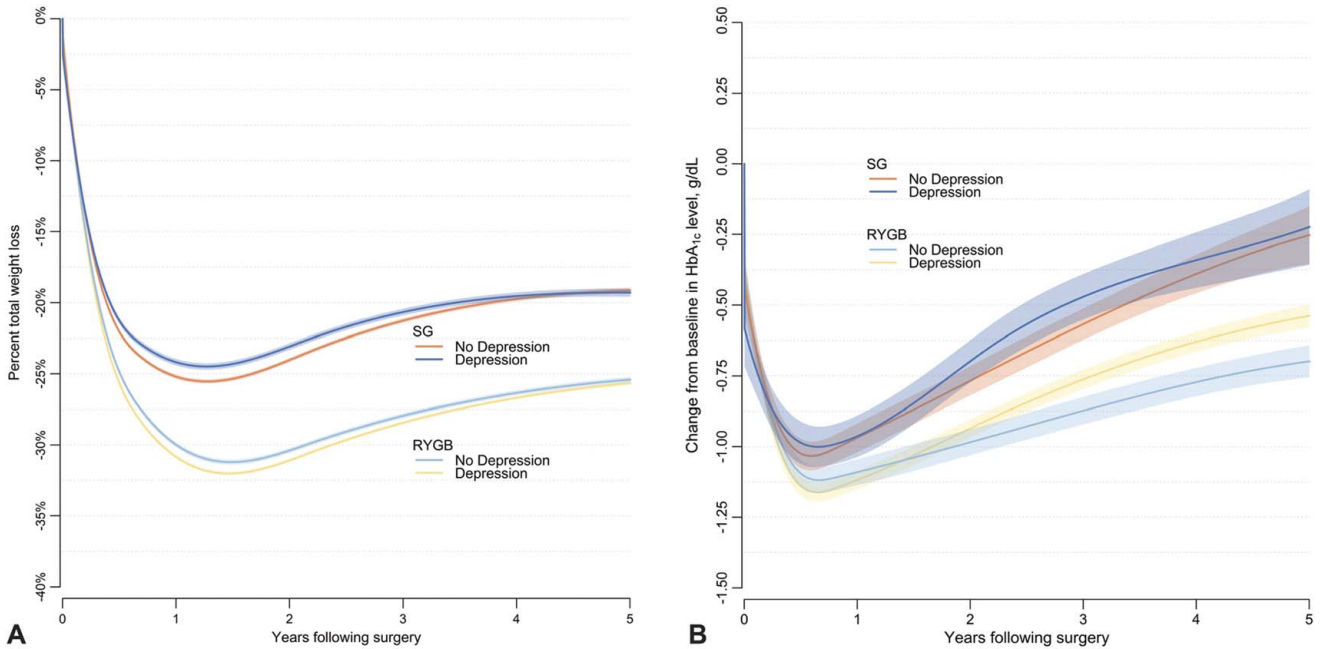 0%
-5%
-10%
-15%
-20%
-25%
-30%
-35%
-40%
Percent total weight loss
SG
No Depression
Depression
RYGB
No Depression
Depression
0 1 2 3 4 5
Years following surgery
A
0.50
0.25
0.00
-0.25
-0.50
-0.75
-1.00
-1.25
-1.50
Change from baseline in HbA1c level, g/dL
SG
No Depression
Depression
RYGB
No Depression
Depression
0 1 2 3 4 5
Years following surgery
B